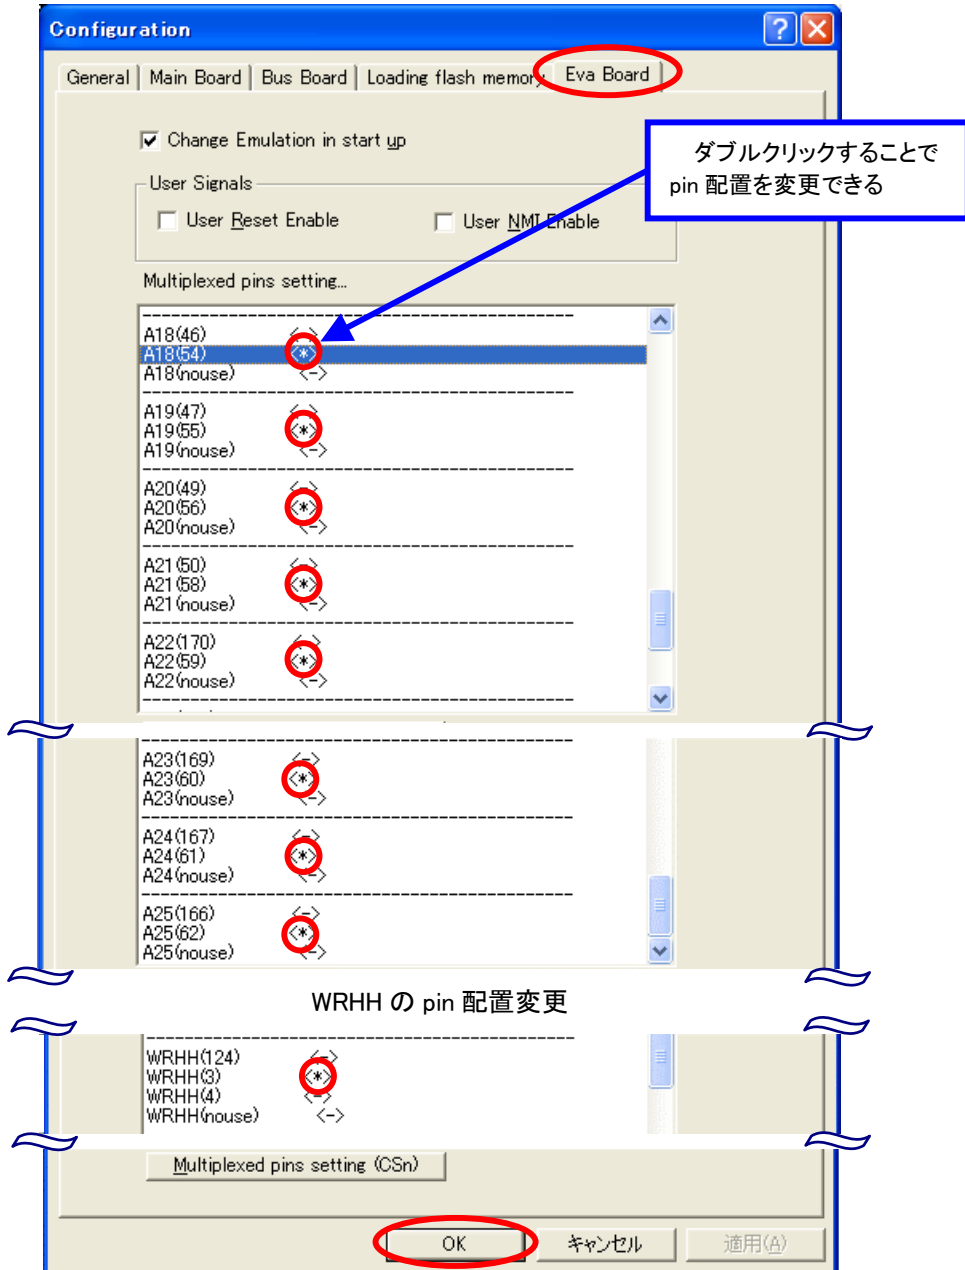 Configuration
General Main Board Bus Board Loading flash memory Eva Board
Change Emulation in start up
ダブルクリックすることで
pin 配置を変更できる
User Signals
User Reset Enable User NMI Enable
Multiplexed pins setting...
A18(46) <->
A18(54) <*>
A18(nouse) <->
A19(47) <->
A19(55) <*>
A19(nouse) <->
A20(49) <->
A20(56) <*>
A20(nouse) <->
A21(50) <->
A21(58) <*>
A21(nouse) <->
A22(170) <->
A22(59) <*>
A22(nouse) <->
A23(169) <->
A23(60) <*>
A23(nouse) <->
A24(167) <->
A24(61) <*>
A24(nouse) <->
A25(166) <->
A25(62) <*>
A25(nouse) <->
WRHH の pin 配置変更
WRHH(124) <->
WRHH(3) <*>
WRHH(4) <->
WRHH(nouse) <->
Multiplexed pins setting (CSn)
OK キャンセル 適用(A)